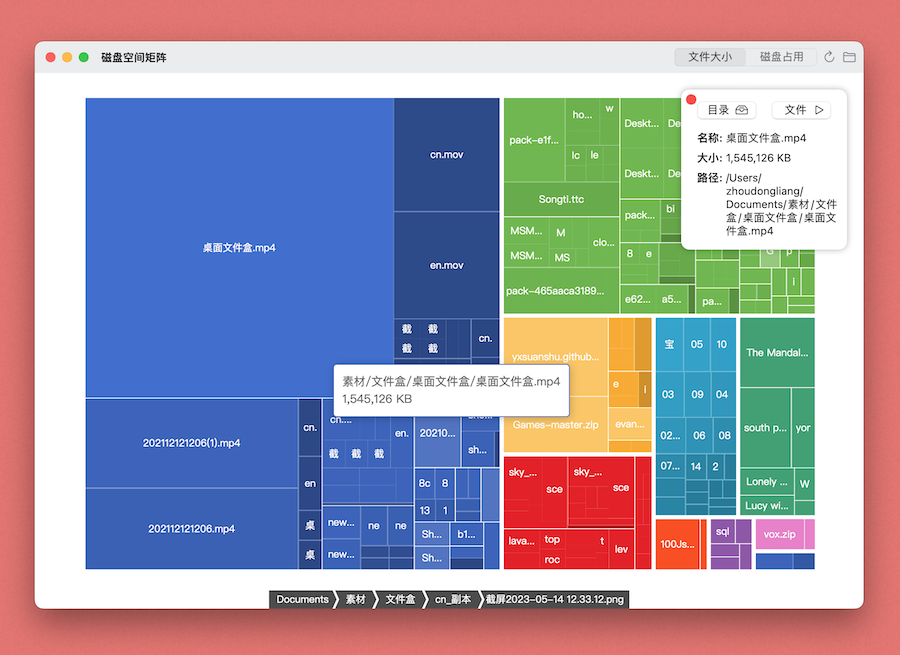 磁盘空间矩阵
文件大小
磁盘占用
目录
文件
名称: 桌面文件盒.mp4
大小: 1,545,126 KB
路径: /Users/
zhoudongliang/
Documents/素材/文件
盒/桌面文件盒/桌面文
件盒.mp4
桌面文件盒.mp4
cn.mov
en.mov
截 截
截 截
cn.
202112121206(1).mp4
202112121206.mp4
cn.
en
桌
桌
cn....
en.
截 截 截
new...
ne
ne
new...
20210...
sh...
8c
8
13
1
Sh...
b1...
Sh...
素材/文件盒/桌面文件盒/桌面文件盒.mp4
1,545,126 KB
pack-e1f...
ho...
w
lc
le
Deskt...
De
Deskt...
De
Songti.ttc
MSM...
M
MSM...
MS
clo...
pack-465aaca3189...
pack...
bi
8
e
e62...
a5...
pa...
p
l
yxsuanshu.github...
Games-master.zip
e
l
evan...
sky_...
sce
sky_...
sce
lava...
top
roc
t
lev
宝
05
10
03
09
04
02...
06
08
07...
14
2
The Mandal...
south p...
yor
Lonely ...
W
Lucy wi...
100Js...
sql
vox.zip
Documents
素材
文件盒
cn_副本
截屏2023-05-14 12.33.12.png